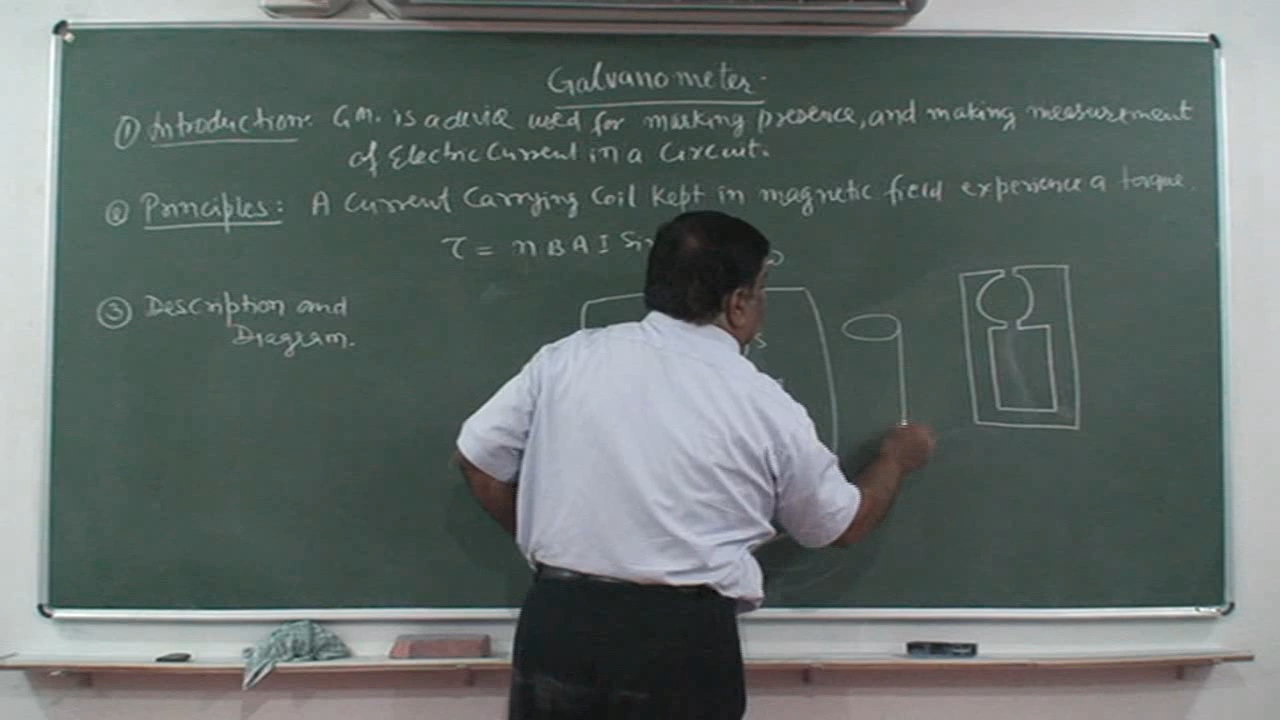 Galvanometer.
① Introduction: G.M. is a device used for marking presence, and making measurement
of Electric Current in a Circuit.
② Principles: A Current Carrying Coil kept in magnetic field experience a torque.
τ = n B A I Sin
③ Description and
Diagram.
S